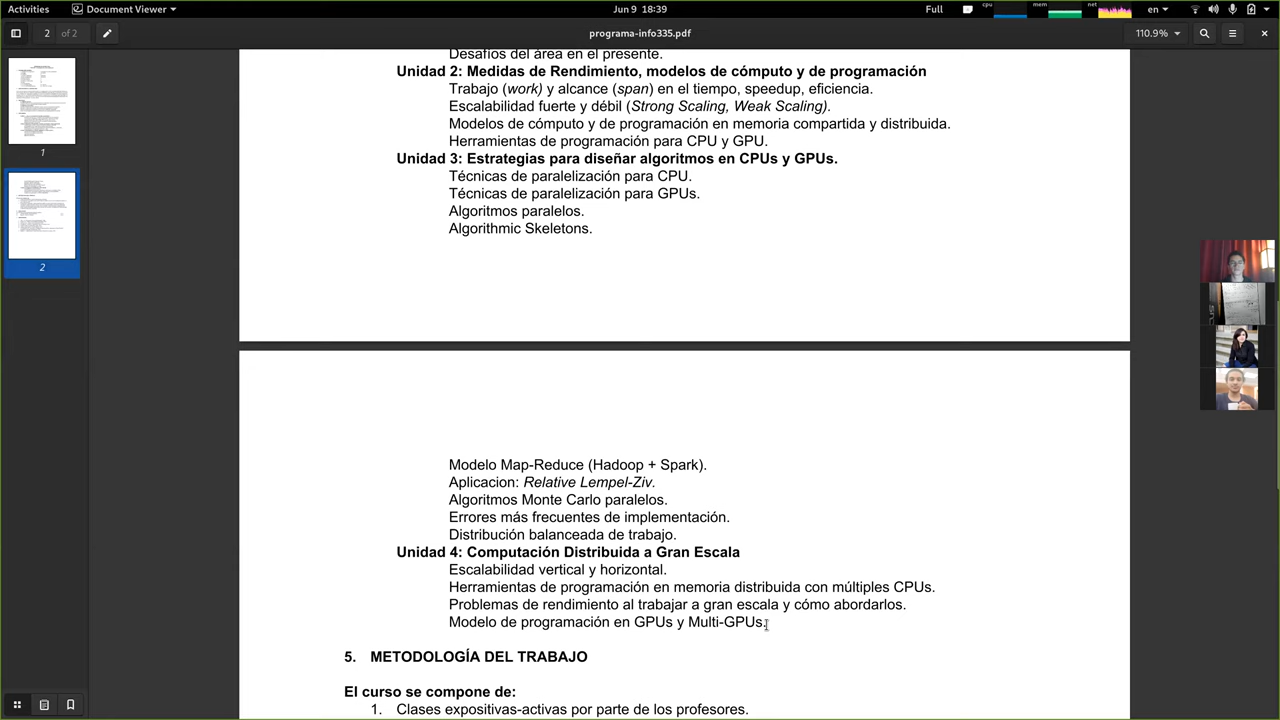 Activities
Document Viewer
Jun 9 18:39
Full
cpu
mem
net
en
2 of 2
programa-info335.pdf
110.9%
1
2
Desafíos del área en el presente.
Unidad 2: Medidas de Rendimiento, modelos de cómputo y de programación
Trabajo (work) y alcance (span) en el tiempo, speedup, eficiencia.
Escalabilidad fuerte y débil (Strong Scaling, Weak Scaling).
Modelos de cómputo y de programación en memoria compartida y distribuida.
Herramientas de programación para CPU y GPU.
Unidad 3: Estrategias para diseñar algoritmos en CPUs y GPUs.
Técnicas de paralelización para CPU.
Técnicas de paralelización para GPUs.
Algoritmos paralelos.
Algorithmic Skeletons.
Modelo Map-Reduce (Hadoop + Spark).
Aplicacion: Relative Lempel-Ziv.
Algoritmos Monte Carlo paralelos.
Errores más frecuentes de implementación.
Distribución balanceada de trabajo.
Unidad 4: Computación Distribuida a Gran Escala
Escalabilidad vertical y horizontal.
Herramientas de programación en memoria distribuida con múltiples CPUs.
Problemas de rendimiento al trabajar a gran escala y cómo abordarlos.
Modelo de programación en GPUs y Multi-GPUs.
5. METODOLOGÍA DEL TRABAJO
El curso se compone de:
1. Clases expositivas-activas por parte de los profesores.